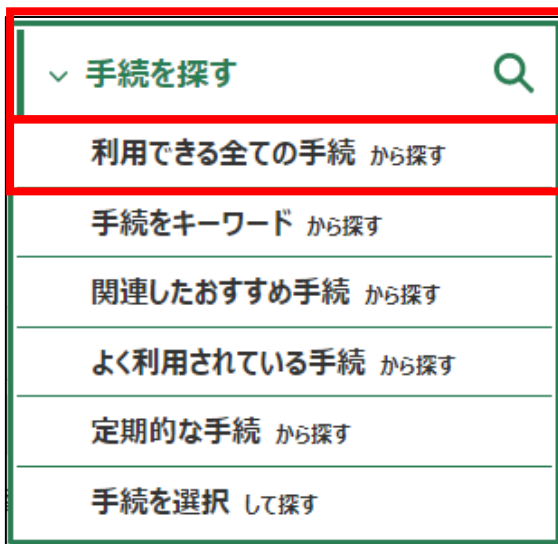 手続を探す
利用できる全ての手続 から探す
手続をキーワード から探す
関連したおすすめ手続 から探す
よく利用されている手続 から探す
定期的な手続 から探す
手続を選択 して探す